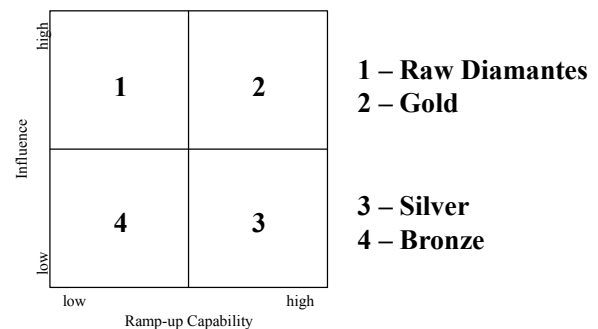 high
1
2
1 – Raw Diamantes
2 – Gold
Influence
4
3
3 – Silver
4 – Bronze
low
low
high
Ramp-up Capability